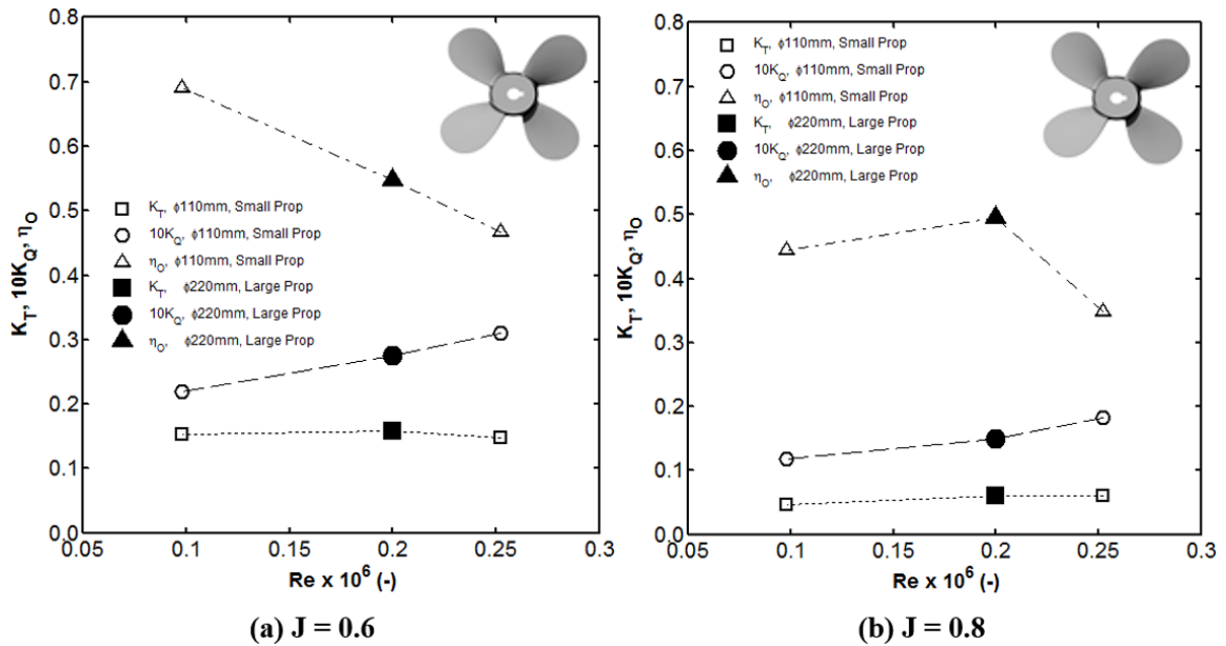 0.8
0.7
0.6
0.5
0.4
0.3
0.2
0.1
0.0
K_T, 10K_Q, η_O
K_T, ϕ110mm, Small Prop
10K_Q, ϕ110mm, Small Prop
η_O, ϕ110mm, Small Prop
K_T, ϕ220mm, Large Prop
10K_Q, ϕ220mm, Large Prop
η_O, ϕ220mm, Large Prop
0.05 0.1 0.15 0.2 0.25 0.3
Re x 10^6 (-)
(a) J = 0.6
0.8
0.7
0.6
0.5
0.4
0.3
0.2
0.1
0.0
K_T, 10K_Q, η_O
K_T, ϕ110mm, Small Prop
10K_Q, ϕ110mm, Small Prop
η_O, ϕ110mm, Small Prop
K_T, ϕ220mm, Large Prop
10K_Q, ϕ220mm, Large Prop
η_O, ϕ220mm, Large Prop
0.05 0.1 0.15 0.2 0.25 0.3
Re x 10^6 (-)
(b) J = 0.8